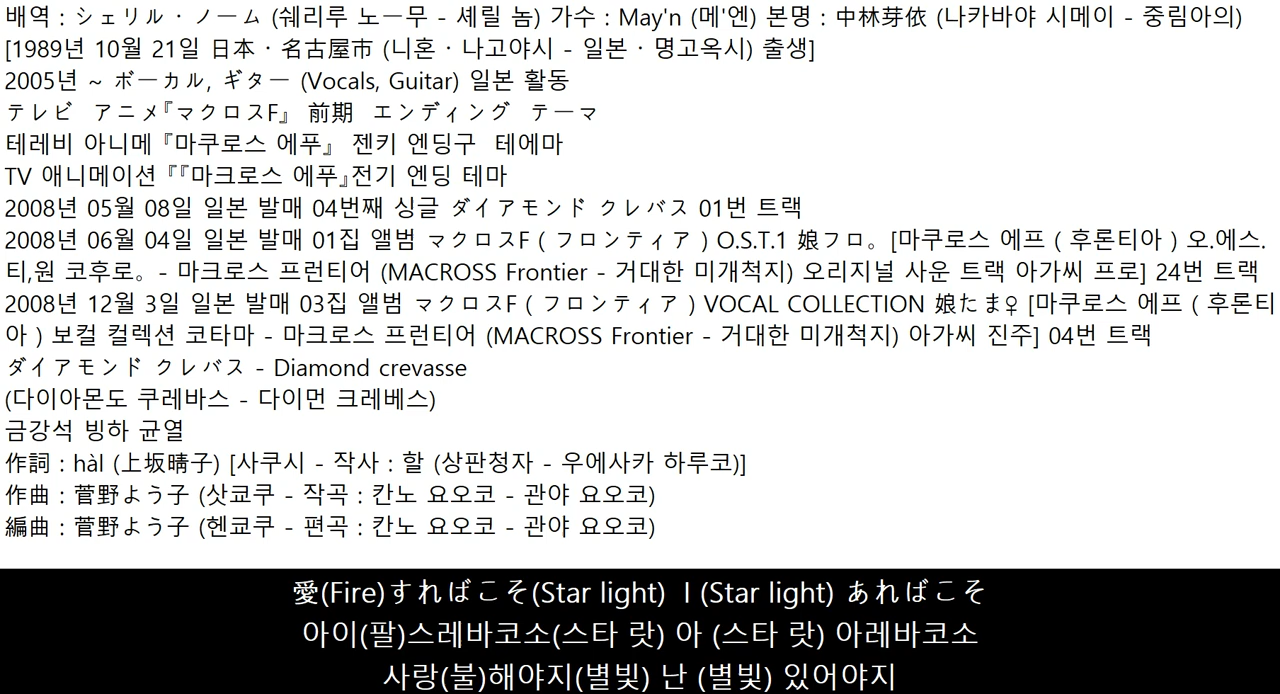 배역 : シェリル・ノーム (쉐리루 노ー무 - 셰릴 놈) 가수 : May'n (메'엔) 본명 : 中林芽依 (나카바야 시메이 - 중림아의)
[1989년 10월 21일 日本・名古屋市 (니혼・나고야시 - 일본・명고옥시) 출생]
2005년 ~ ボーカル, ギター (Vocals, Guitar) 일본 활동
テレビ アニメ『マクロスF』 前期 エンディング テーマ
테레비 아니메『마쿠로스 에푸』 젠키 엔딩구 테에마
TV 애니메이션『『마크로스 에푸』전기 엔딩 테마
2008년 05월 08일 일본 발매 04번째 싱글 ダイアモンド クレバス 01번 트랙
2008년 06월 04일 일본 발매 01집 앨범 マクロスF ( フロンティア ) O.S.T.1 娘フロ。[마쿠로스 에프 ( 후론티아 ) 오.에스.
티,원 코후로。- 마크로스 프런티어 (MACROSS Frontier - 거대한 미개척지) 오리지널 사운 트랙 아가씨 프로] 24번 트랙
2008년 12월 3일 일본 발매 03집 앨범 マクロスF ( フロンティア ) VOCAL COLLECTION 娘たま♀ [마쿠로스 에프 ( 후론티
아 ) 보컬 컬렉션 코타마 - 마크로스 프런티어 (MACROSS Frontier - 거대한 미개척지) 아가씨 진주] 04번 트랙
ダイアモンド クレバス - Diamond crevasse
(다이아몬도 쿠레바스 - 다이먼 크레베스)
금강석 빙하 균열
作詞 : hàl (上坂晴子) [사쿠시 - 작사 : 할 (상판청자 - 우에사카 하루코)]
作曲 : 菅野よう子 (삿쿄쿠 - 작곡 : 칸노 요오코 - 관야 요오코)
編曲 : 菅野よう子 (헨쿄쿠 - 편곡 : 칸노 요오코 - 관야 요오코)
愛(Fire)すればこそ(Star light) I (Star light) あればこそ
아이(팔)스레바코소(스타 랏) 아 (스타 랏) 아레바코소
사랑(불)해야지(별빛) 난 (별빛) 있어야지